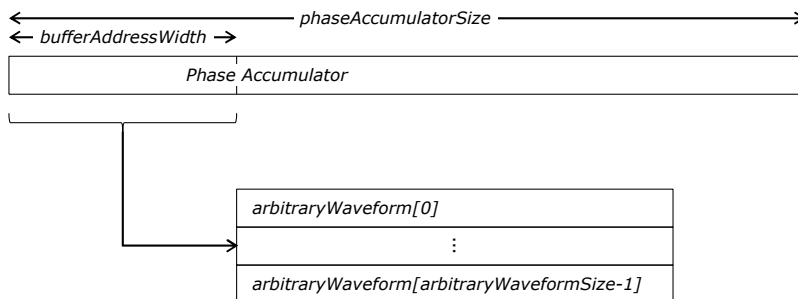 phaseAccumulatorSize
bufferAddressWidth
Phase Accumulator
arbitraryWaveform[0]
⋮
arbitraryWaveform[arbitraryWaveformSize-1]